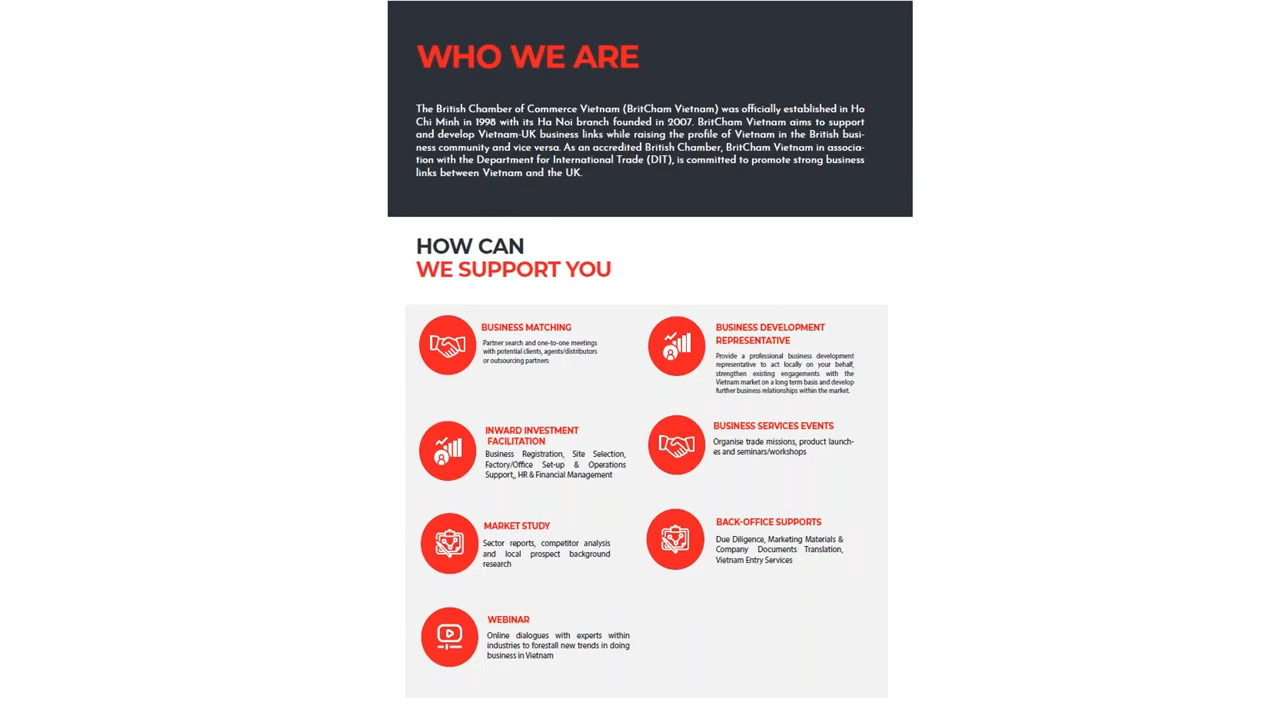 WHO WE ARE
The British Chamber of Commerce Vietnam (BritCham Vietnam) was officially established in Ho
Chi Minh in 1998 with its Ha Noi branch founded in 2007. BritCham Vietnam aims to support
and develop Vietnam-UK business links while raising the profile of Vietnam in the British busi-
ness community and vice versa. As an accredited British Chamber, BritCham Vietnam in associa-
tion with the Department for International Trade (DIT), is committed to promote strong business
links between Vietnam and the UK.
HOW CAN
WE SUPPORT YOU
BUSINESS MATCHING
Partner search and one-to-one meetings
with potential clients, agents/distributors
or outsourcing partners
BUSINESS DEVELOPMENT
REPRESENTATIVE
Provide a professional business development
representative to act locally on your behalf,
strengthen existing engagements with the
Vietnam market on a long term basis and develop
further business relationships within the market.
INWARD INVESTMENT
FACILITATION
Business Registration, Site Selection,
Factory/Office Set-up & Operations
Support,, HR & Financial Management
BUSINESS SERVICES EVENTS
Organise trade missions, product launch-
es and seminars/workshops
MARKET STUDY
Sector reports, competitor analysis
and local prospect background
research
BACK-OFFICE SUPPORTS
Due Diligence, Marketing Materials &
Company Documents Translation,
Vietnam Entry Services
WEBINAR
Online dialogues with experts within
industries to forestall new trends in doing
business in Vietnam